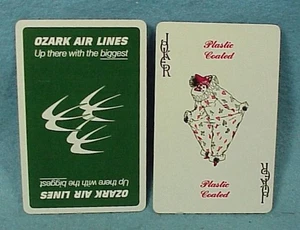 OZARK AIR LINES
Up there with the biggest
Up there with the biggest
OZARK AIR LINES
JOKER
Plastic
Coated
Plastic
Coated
JOKER